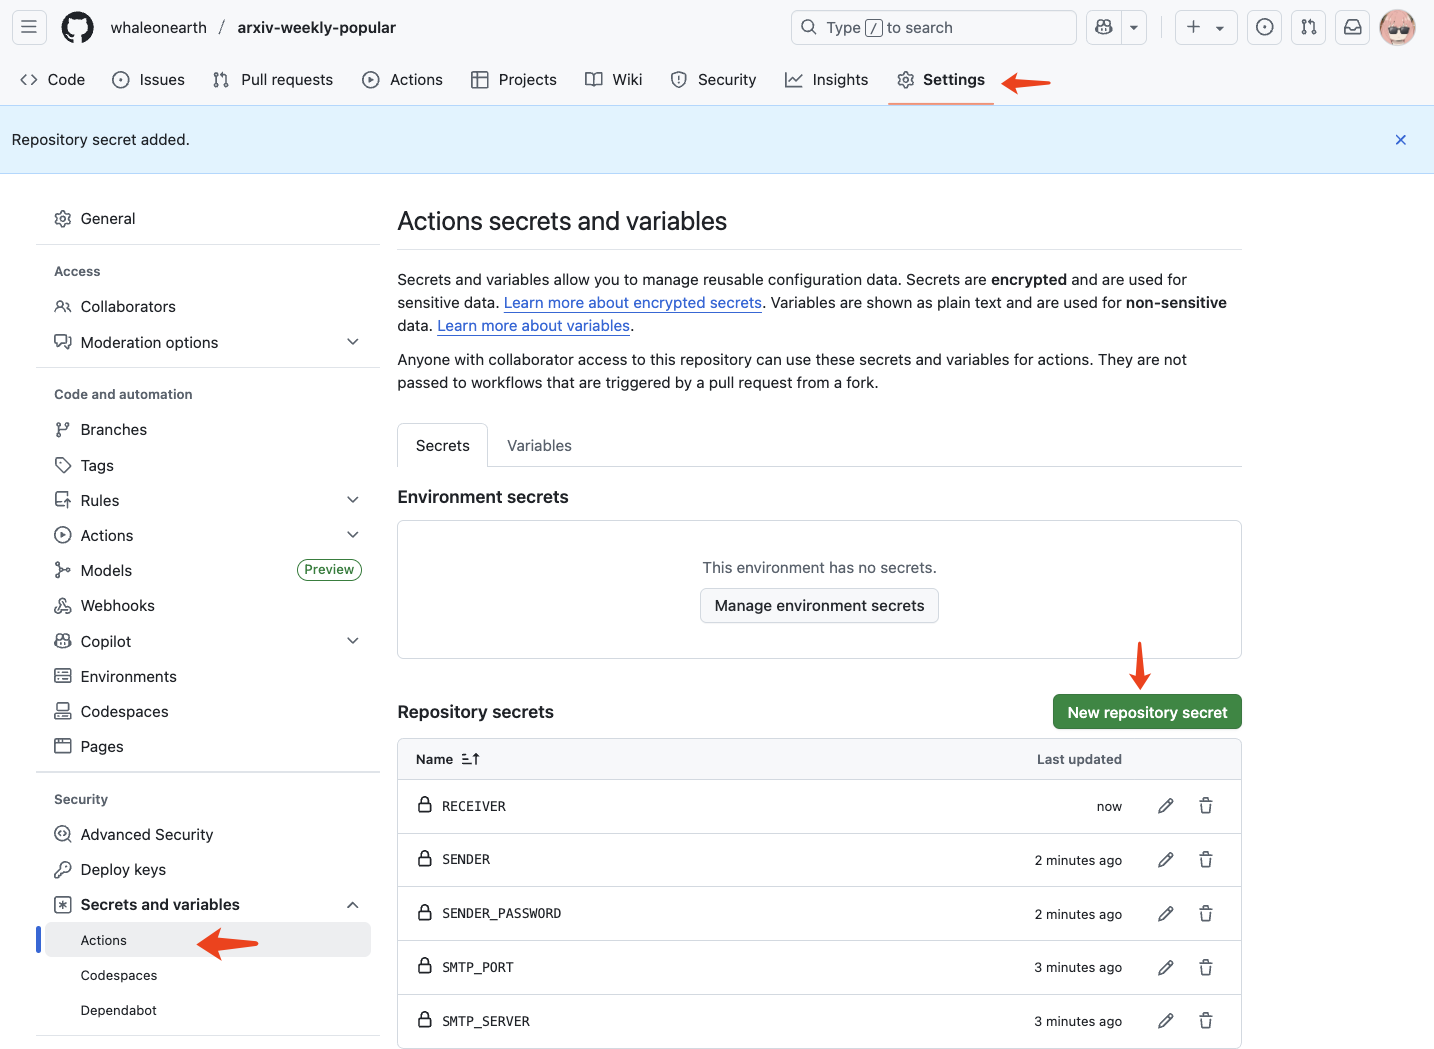 whaleonearth / arxiv-weekly-popular
Type / to search
Code Issues Pull requests Actions Projects Wiki Security Insights Settings
Repository secret added.
General
Access
Collaborators
Moderation options
Code and automation
Branches
Tags
Rules
Actions
Models Preview
Webhooks
Copilot
Environments
Codespaces
Pages
Security
Advanced Security
Deploy keys
Secrets and variables
Actions
Codespaces
Dependabot
Actions secrets and variables
Secrets and variables allow you to manage reusable configuration data. Secrets are encrypted and are used for
sensitive data. Learn more about encrypted secrets. Variables are shown as plain text and are used for non-sensitive
data. Learn more about variables.
Anyone with collaborator access to this repository can use these secrets and variables for actions. They are not
passed to workflows that are triggered by a pull request from a fork.
Secrets Variables
Environment secrets
This environment has no secrets.
Manage environment secrets
Repository secrets
New repository secret
Name Last updated
RECEIVER now
SENDER 2 minutes ago
SENDER_PASSWORD 2 minutes ago
SMTP_PORT 3 minutes ago
SMTP_SERVER 3 minutes ago